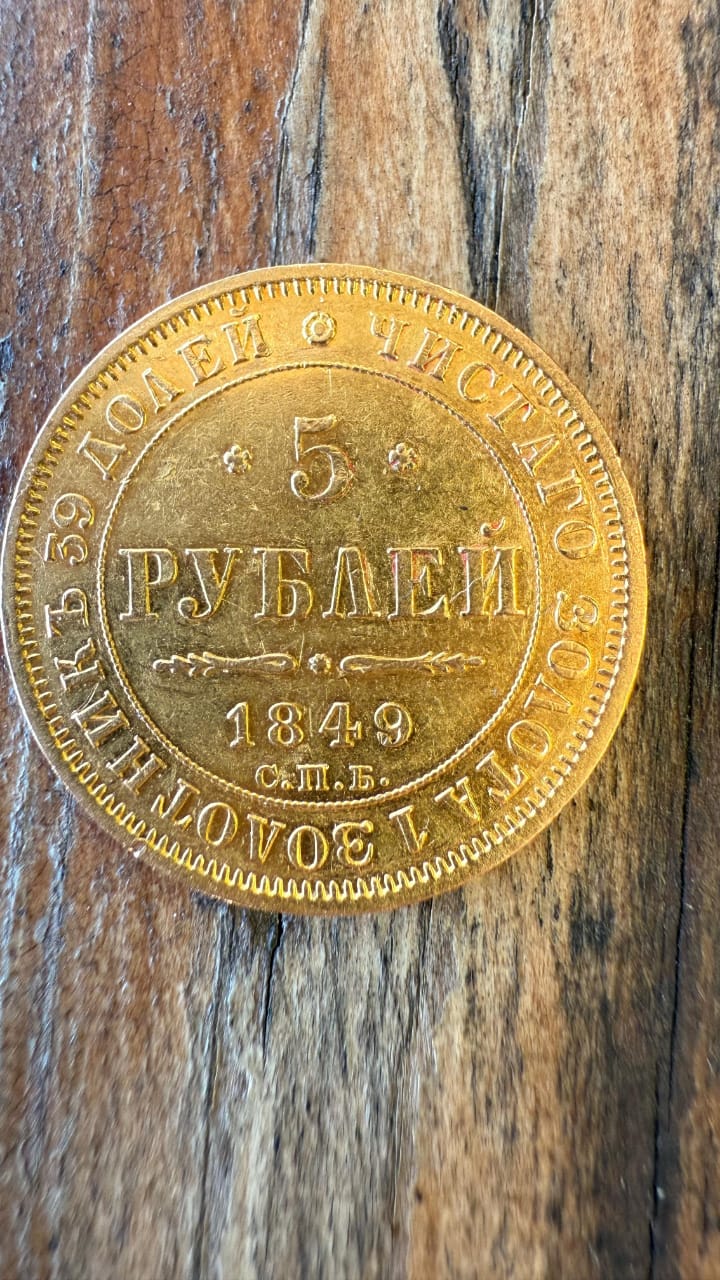 5
РУБЛЕЙ
1849
С.П.Б.
ЧИСТАГО ЗОЛОТА 1 ЗОЛОТНИКЪ 39 ДОЛЕЙ